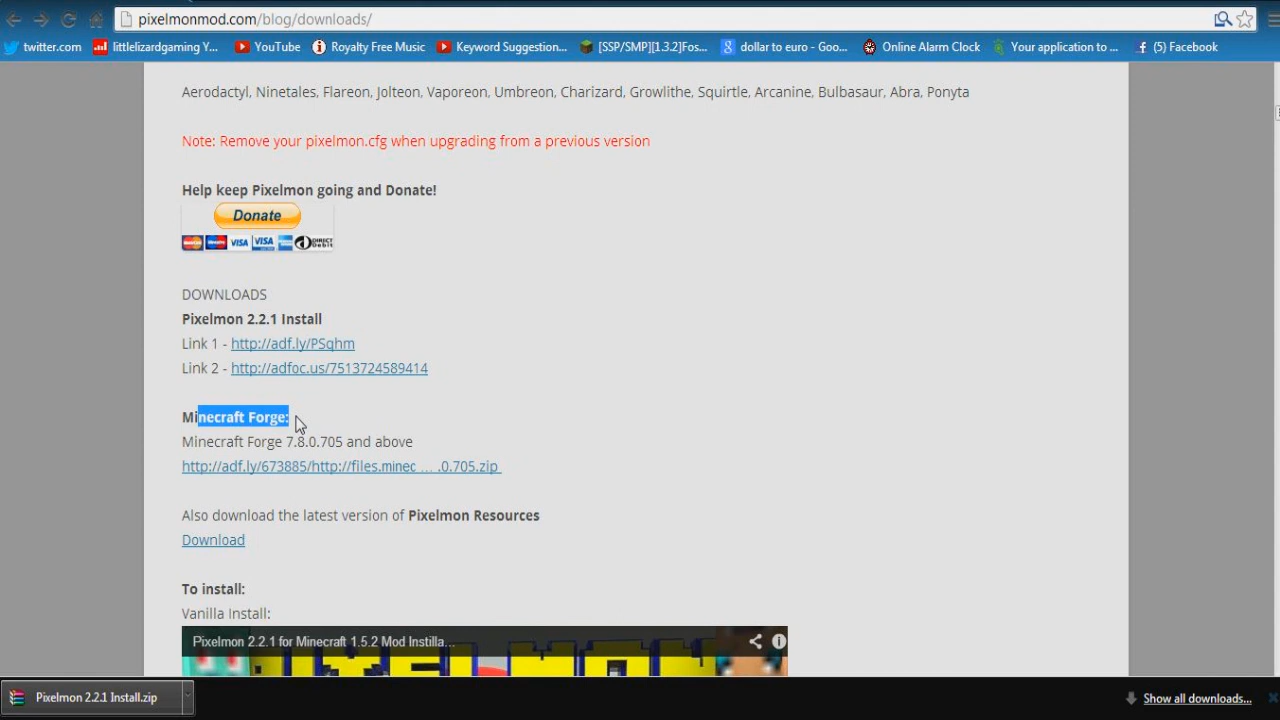 pixelmonmod.com/blog/downloads/
twitter.com littlelizardgaming Y... YouTube Royalty Free Music Keyword Suggestion... [SSP/SMP][1.3.2]Fos... dollar to euro - Goo... Online Alarm Clock Your application to ... (5) Facebook
Aerodactyl, Ninetales, Flareon, Jolteon, Vaporeon, Umbreon, Charizard, Growlithe, Squirtle, Arcanine, Bulbasaur, Abra, Ponyta
Note: Remove your pixelmon.cfg when upgrading from a previous version
Help keep Pixelmon going and Donate!
Donate
VISA VISA DIRECT Debit
DOWNLOADS
Pixelmon 2.2.1 Install
Link 1 - http://adf.ly/PSqhm
Link 2 - http://adfoc.us/7513724589414
Minecraft Forge:
Minecraft Forge 7.8.0.705 and above
http://adf.ly/673885/http://files.minec ... .0.705.zip
Also download the latest version of Pixelmon Resources
Download
To install:
Vanilla Install:
Pixelmon 2.2.1 for Minecraft 1.5.2 Mod Installa...
PIXELMON
Pixelmon 2.2.1 Install.zip
Show all downloads...